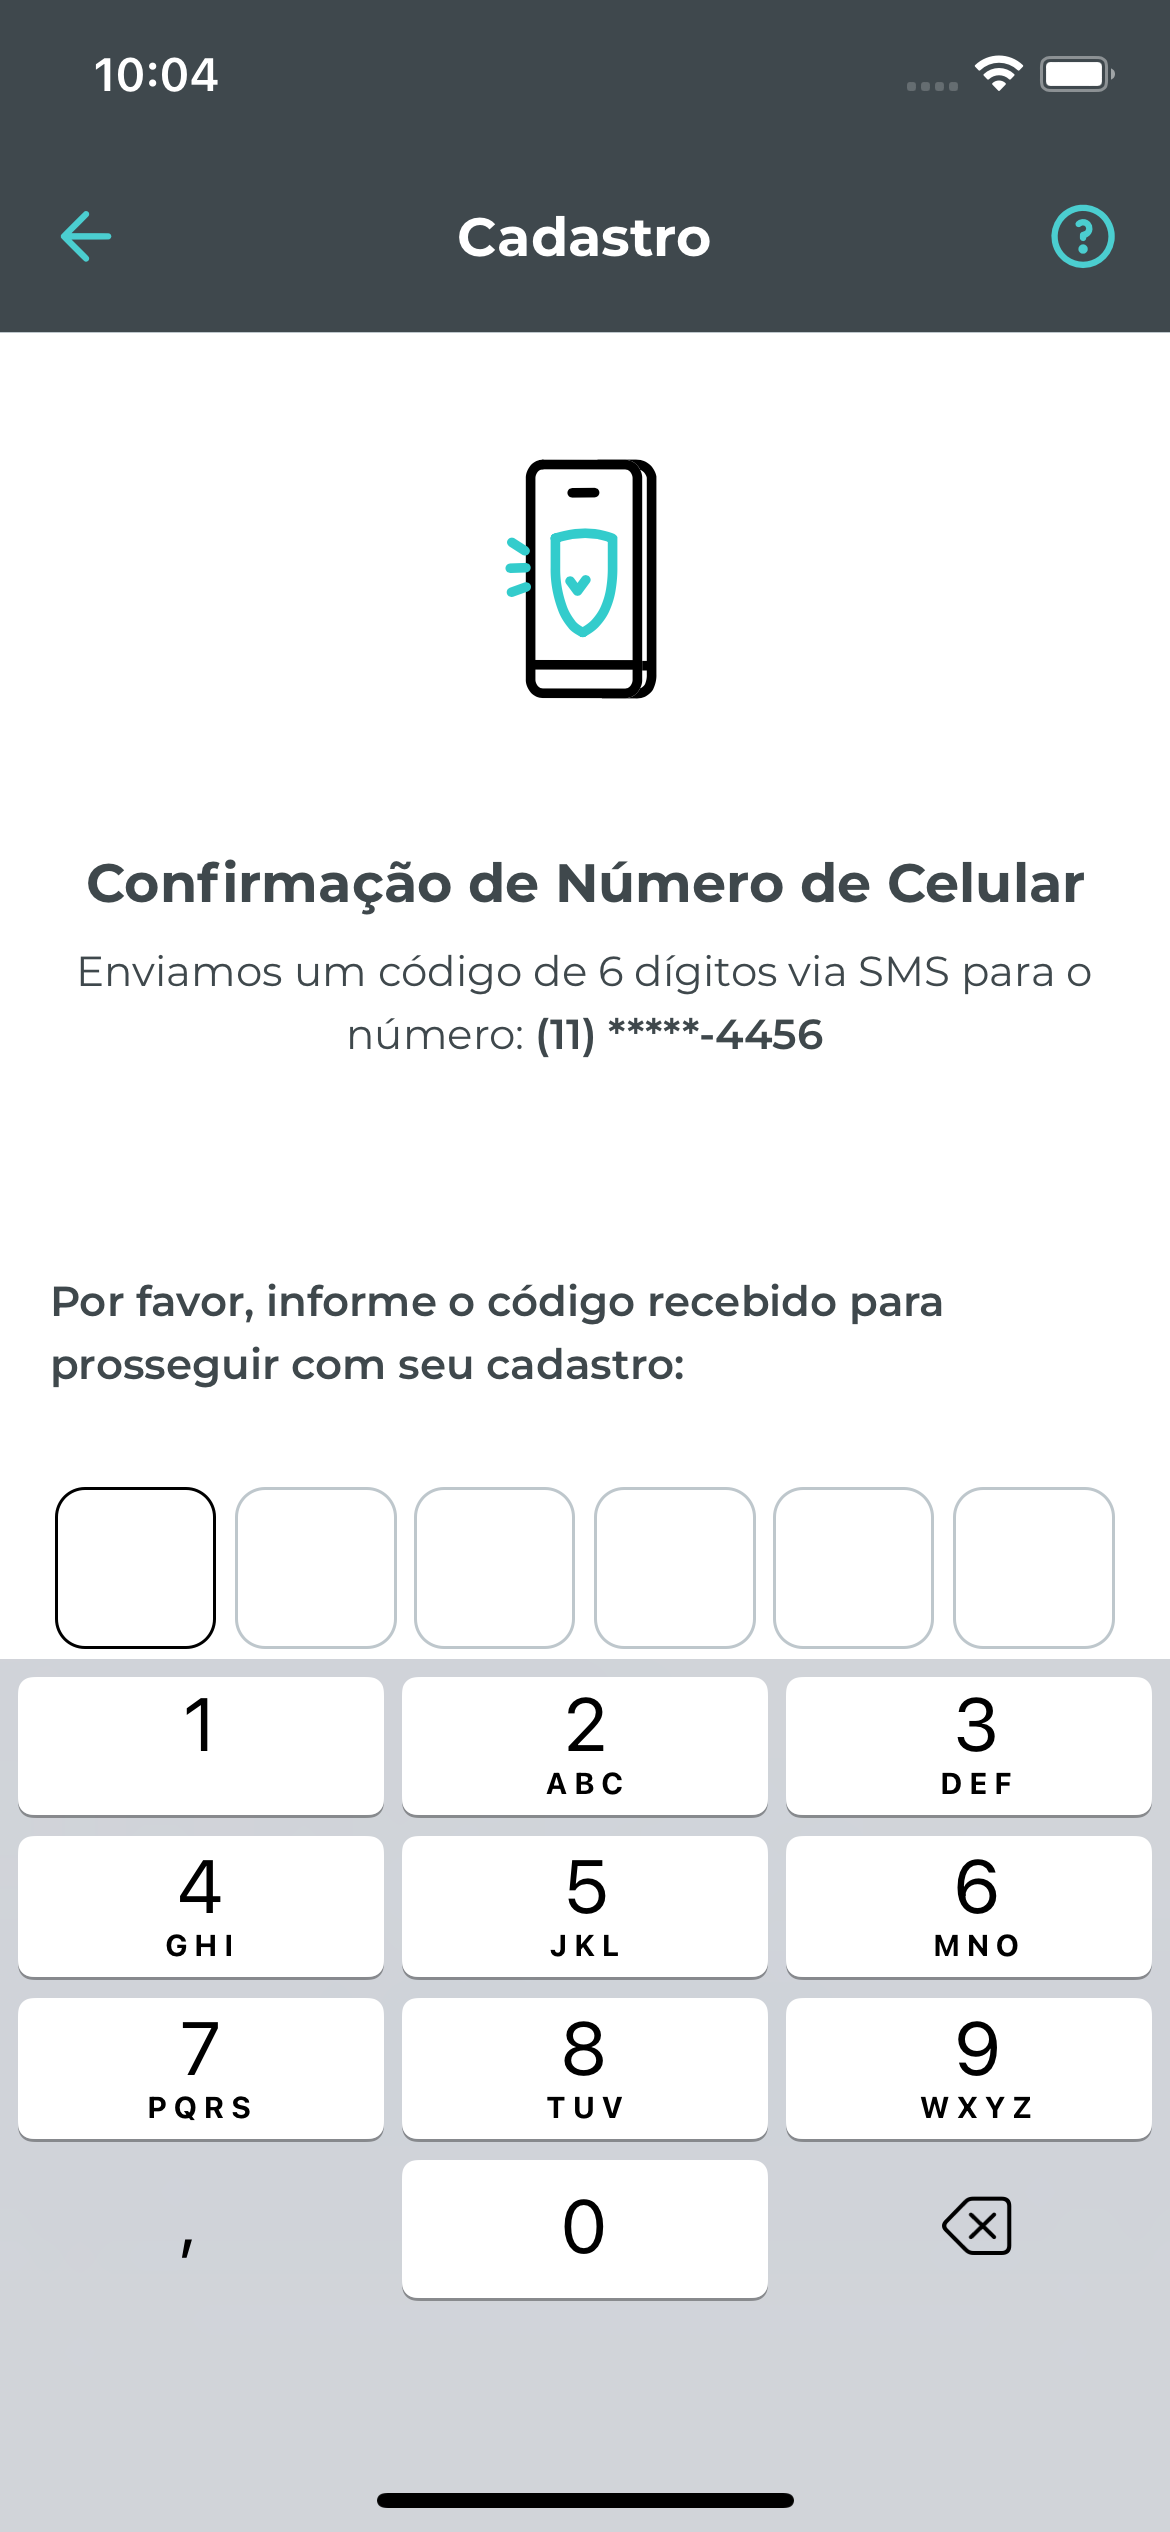 10:04
Cadastro
Confirmação de Número de Celular
Enviamos um código de 6 dígitos via SMS para o
número: (11) *****-4456
Por favor, informe o código recebido para
prosseguir com seu cadastro:
1
2
ABC
3
DEF
4
GHI
5
JKL
6
MNO
7
PQRS
8
TUV
9
WXYZ
,
0